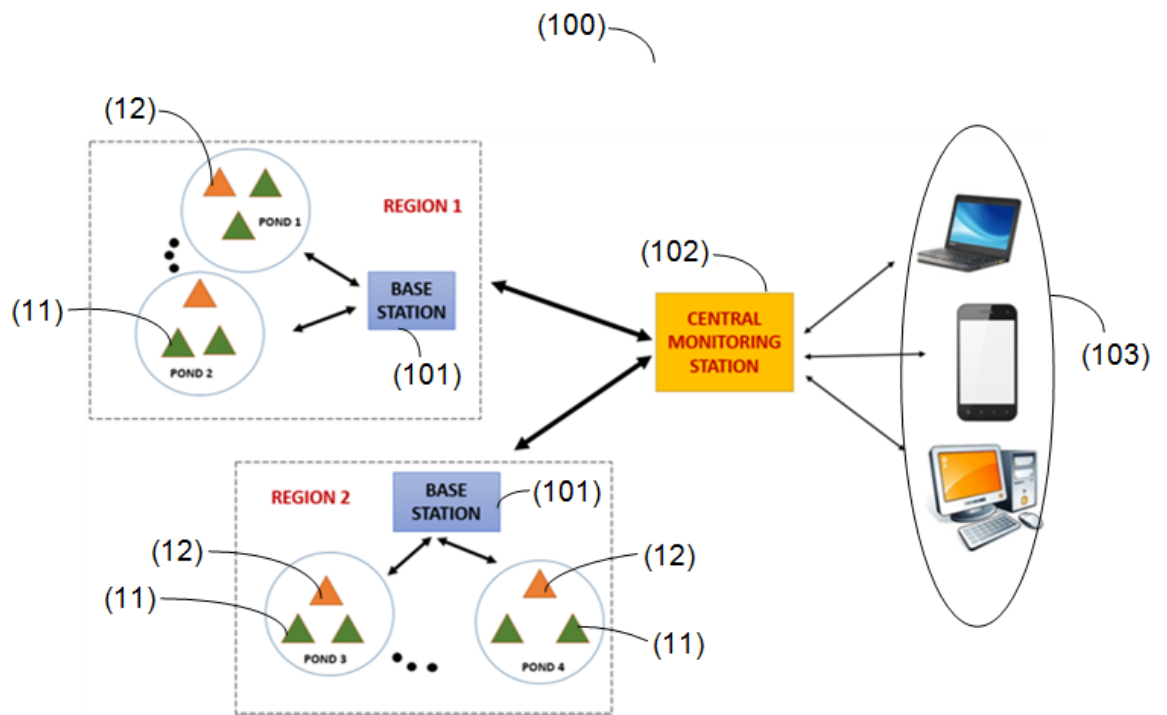 (100)
(12)
REGION 1
POND 1
(102)
(11)
BASE
STATION
CENTRAL
MONITORING
STATION
(103)
POND 2
(101)
REGION 2
BASE
STATION
(101)
(12)
(12)
(11)
(11)
POND 3
POND 4